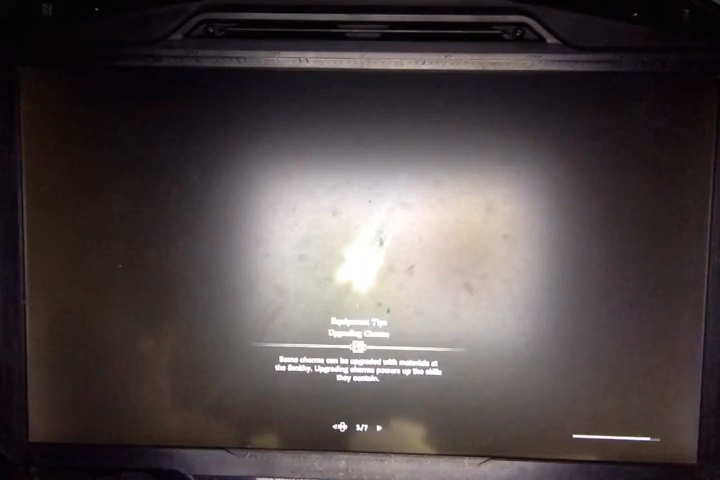 Equipment Tips
Upgrading Charms
Some charms can be upgraded with materials at
the Smithy. Upgrading charms powers up the skills
they contain.
3/7